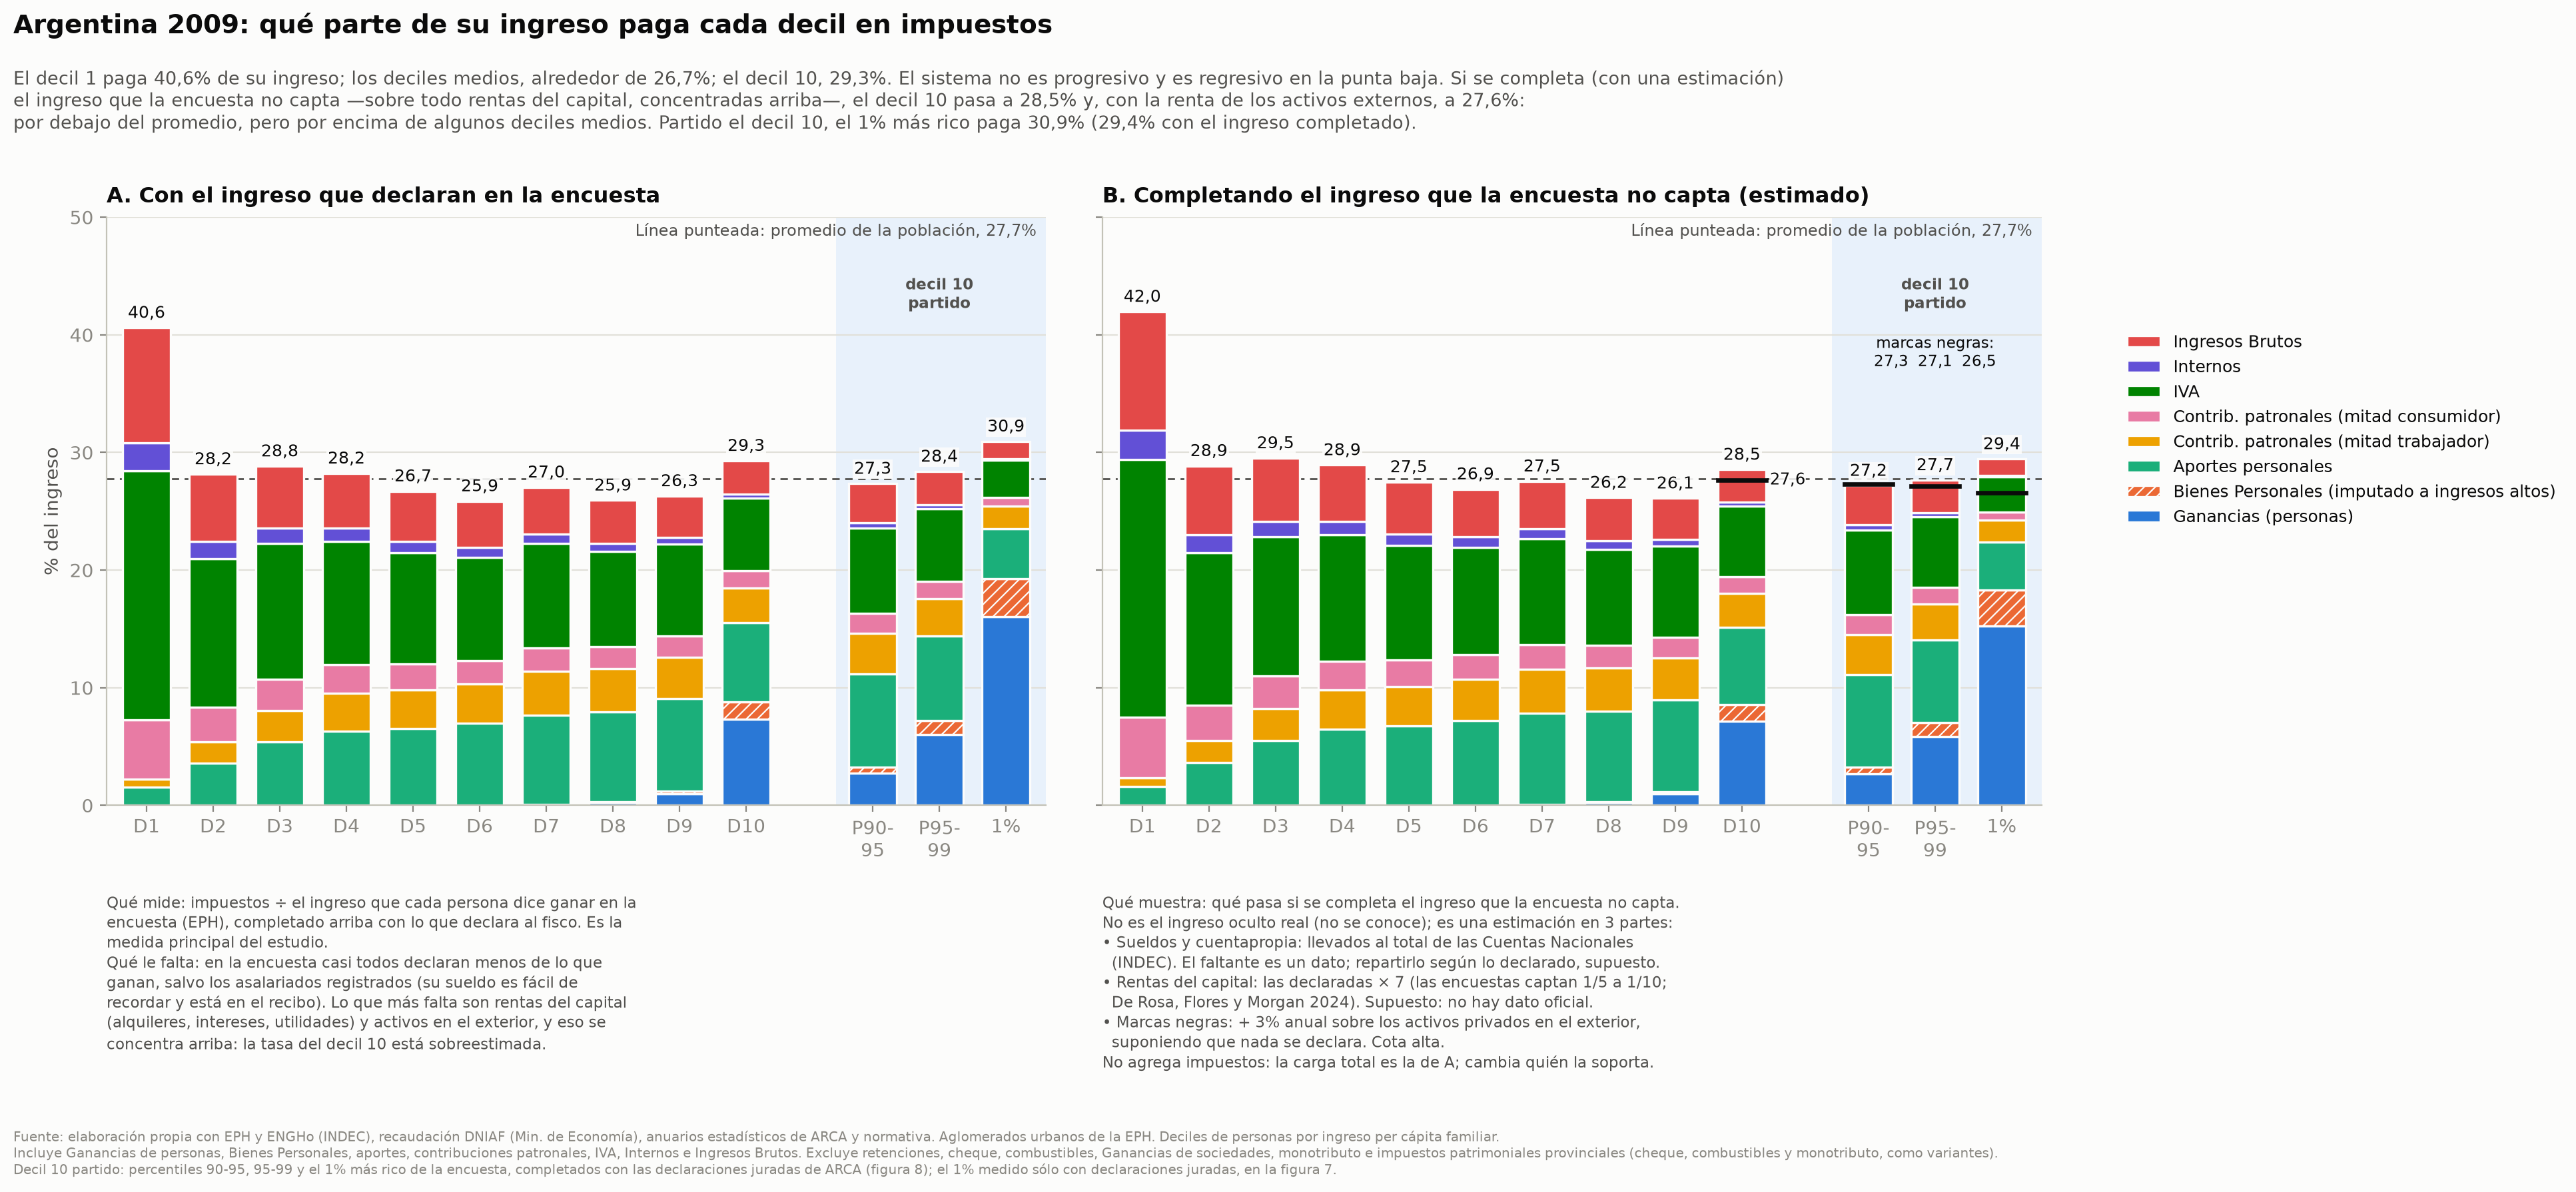 Argentina 2009: qué parte de su ingreso paga cada decil en impuestos
El decil 1 paga 40,6% de su ingreso; los deciles medios, alrededor de 26,7%; el decil 10, 29,3%. El sistema no es progresivo y es regresivo en la punta baja. Si se completa (con una estimación)
el ingreso que la encuesta no capta —sobre todo rentas del capital, concentradas arriba—, el decil 10 pasa a 28,5% y, con la renta de los activos externos, a 27,6%:
por debajo del promedio, pero por encima de algunos deciles medios. Partido el decil 10, el 1% más rico paga 30,9% (29,4% con el ingreso completado).
A. Con el ingreso que declaran en la encuesta
% del ingreso
50
40
30
20
10
0
Línea punteada: promedio de la población, 27,7%
decil 10
partido
40,6
28,2
28,8
28,2
26,7
25,9
27,0
25,9
26,3
29,3
27,3
28,4
30,9
D1
D2
D3
D4
D5
D6
D7
D8
D9
D10
P90-
95
P95-
99
1%
Qué mide: impuestos ÷ el ingreso que cada persona dice ganar en la
encuesta (EPH), completado arriba con lo que declara al fisco. Es la
medida principal del estudio.
Qué le falta: en la encuesta casi todos declaran menos de lo que
ganan, salvo los asalariados registrados (su sueldo es fácil de
recordar y está en el recibo). Lo que más falta son rentas del capital
(alquileres, intereses, utilidades) y activos en el exterior, y eso se
concentra arriba: la tasa del decil 10 está sobreestimada.
B. Completando el ingreso que la encuesta no capta (estimado)
Línea punteada: promedio de la población, 27,7%
decil 10
partido
marcas negras:
27,3 27,1 26,5
42,0
28,9
29,5
28,9
27,5
26,9
27,5
26,2
26,1
28,5
27,6
27,2
27,7
29,4
D1
D2
D3
D4
D5
D6
D7
D8
D9
D10
P90-
95
P95-
99
1%
Qué muestra: qué pasa si se completa el ingreso que la encuesta no capta.
No es el ingreso oculto real (no se conoce); es una estimación en 3 partes:
• Sueldos y cuentapropia: llevados al total de las Cuentas Nacionales
(INDEC). El faltante es un dato; repartirlo según lo declarado, supuesto.
• Rentas del capital: las declaradas × 7 (las encuestas captan 1/5 a 1/10;
De Rosa, Flores y Morgan 2024). Supuesto: no hay dato oficial.
• Marcas negras: + 3% anual sobre los activos privados en el exterior,
suponiendo que nada se declara. Cota alta.
No agrega impuestos: la carga total es la de A; cambia quién la soporta.
Ingresos Brutos
Internos
IVA
Contrib. patronales (mitad consumidor)
Contrib. patronales (mitad trabajador)
Aportes personales
Bienes Personales (imputado a ingresos altos)
Ganancias (personas)
Fuente: elaboración propia con EPH y ENGHo (INDEC), recaudación DNIAF (Min. de Economía), anuarios estadísticos de ARCA y normativa. Aglomerados urbanos de la EPH. Deciles de personas por ingreso per cápita familiar.
Incluye Ganancias de personas, Bienes Personales, aportes, contribuciones patronales, IVA, Internos e Ingresos Brutos. Excluye retenciones, cheque, combustibles, Ganancias de sociedades, monotributo e impuestos patrimoniales provinciales (cheque, combustibles y monotributo, como variantes).
Decil 10 partido: percentiles 90-95, 95-99 y el 1% más rico de la encuesta, completados con las declaraciones juradas de ARCA (figura 8); el 1% medido sólo con declaraciones juradas, en la figura 7.